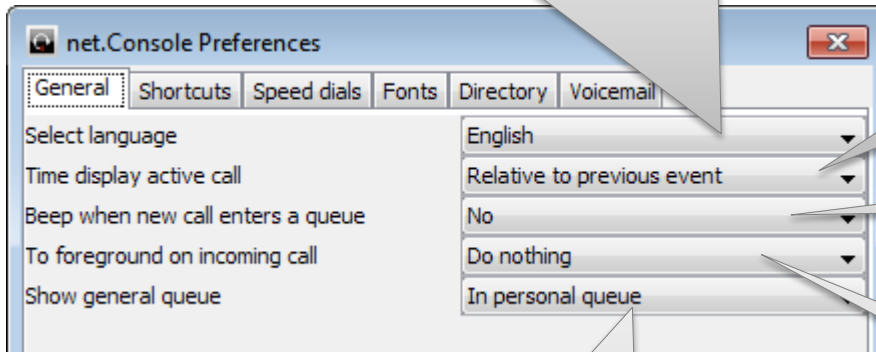 net.Console Preferences
General Shortcuts Speed dials Fonts Directory Voicemail
Select language English
Time display active call Relative to previous event
Beep when new call enters a queue No
To foreground on incoming call Do nothing
Show general queue In personal queue